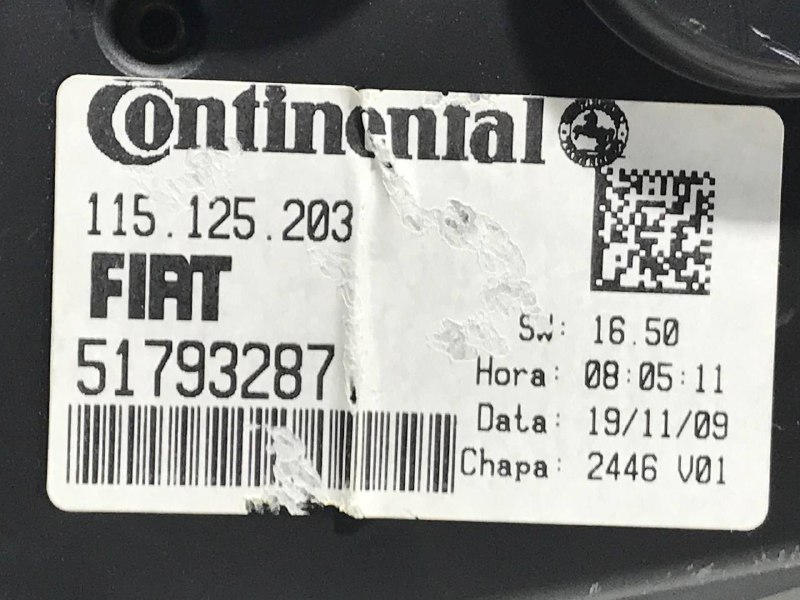 Continental
115.125.203
FIAT
51793287
SW: 16.50
Hora: 08:05:11
Data: 19/11/09
Chapa: 2446 V01